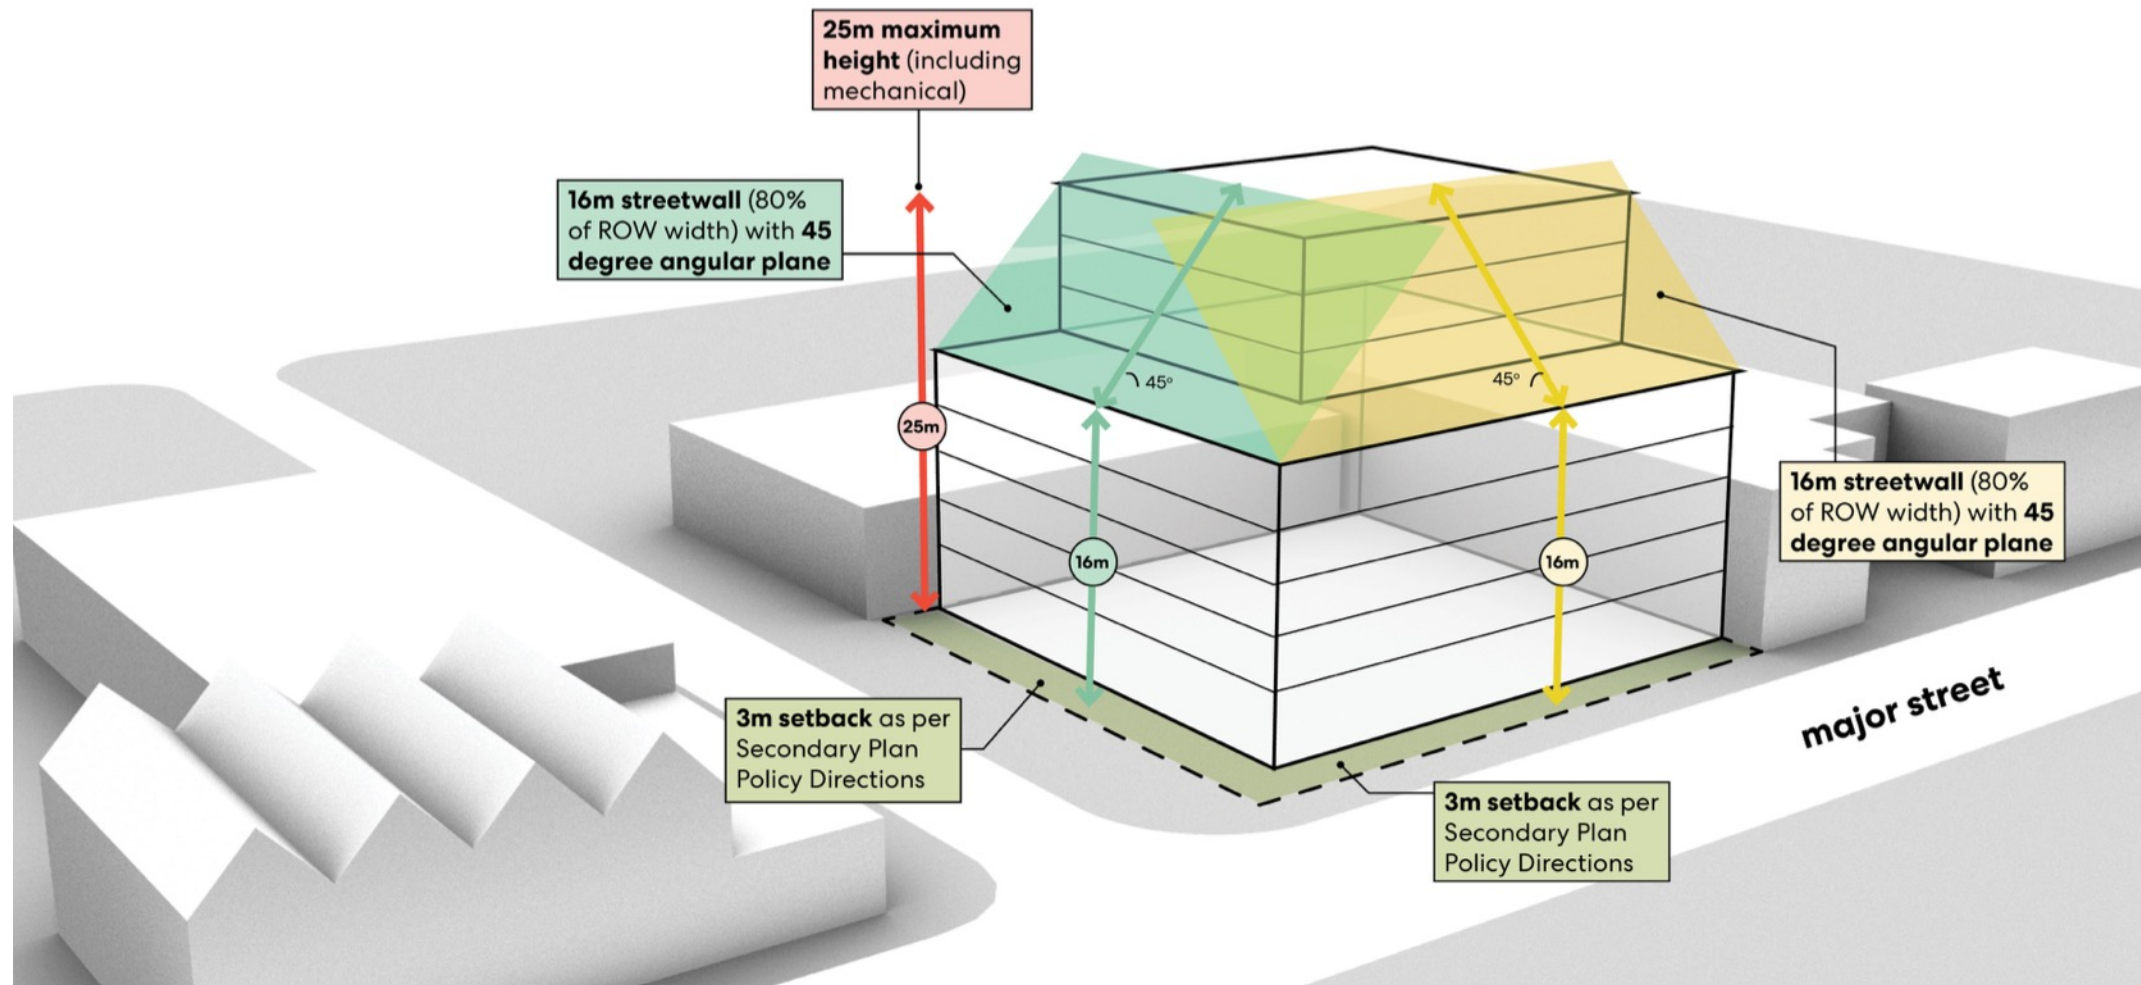 25m maximum
height (including
mechanical)
16m streetwall (80%
of ROW width) with 45
degree angular plane
45°
45°
25m
16m
16m
16m streetwall (80%
of ROW width) with 45
degree angular plane
3m setback as per
Secondary Plan
Policy Directions
major street
3m setback as per
Secondary Plan
Policy Directions